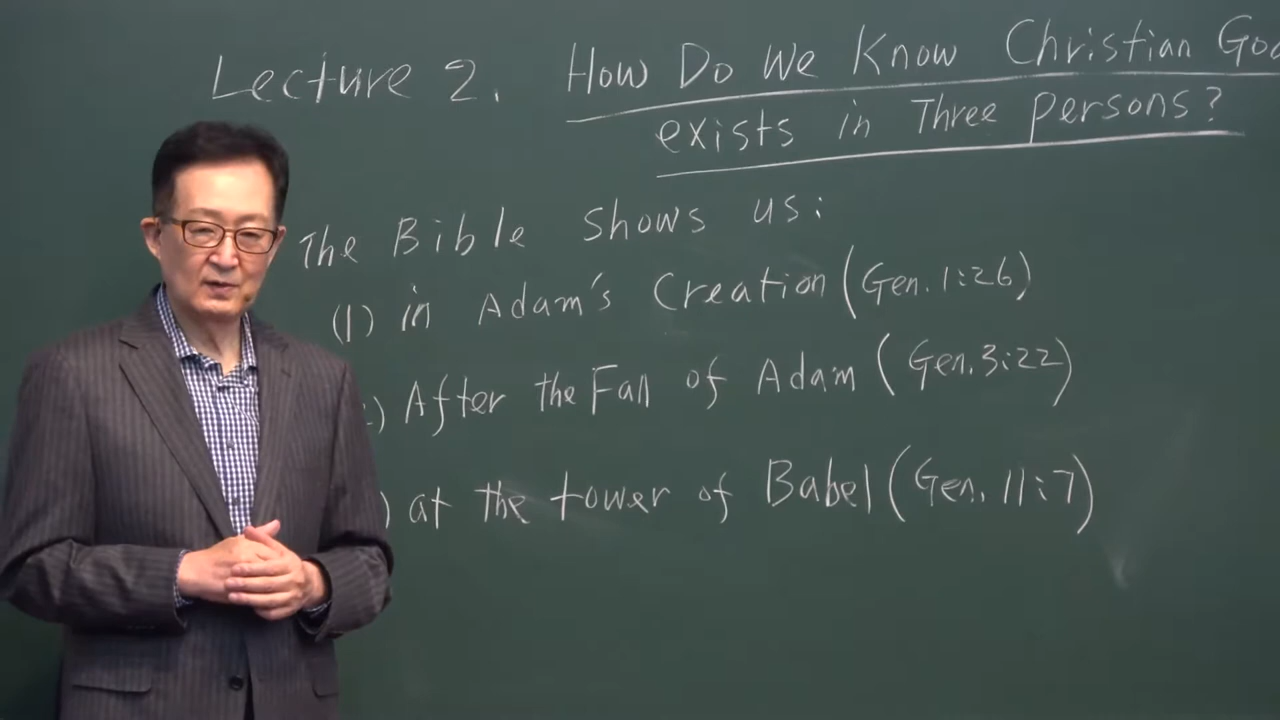 Lecture 2. How Do We Know Christian God
exists in Three persons?
The Bible shows us:
(1) in Adam's Creation (Gen. 1:26)
) After the Fall of Adam (Gen. 3:22)
) at the tower of Babel (Gen. 11:7)